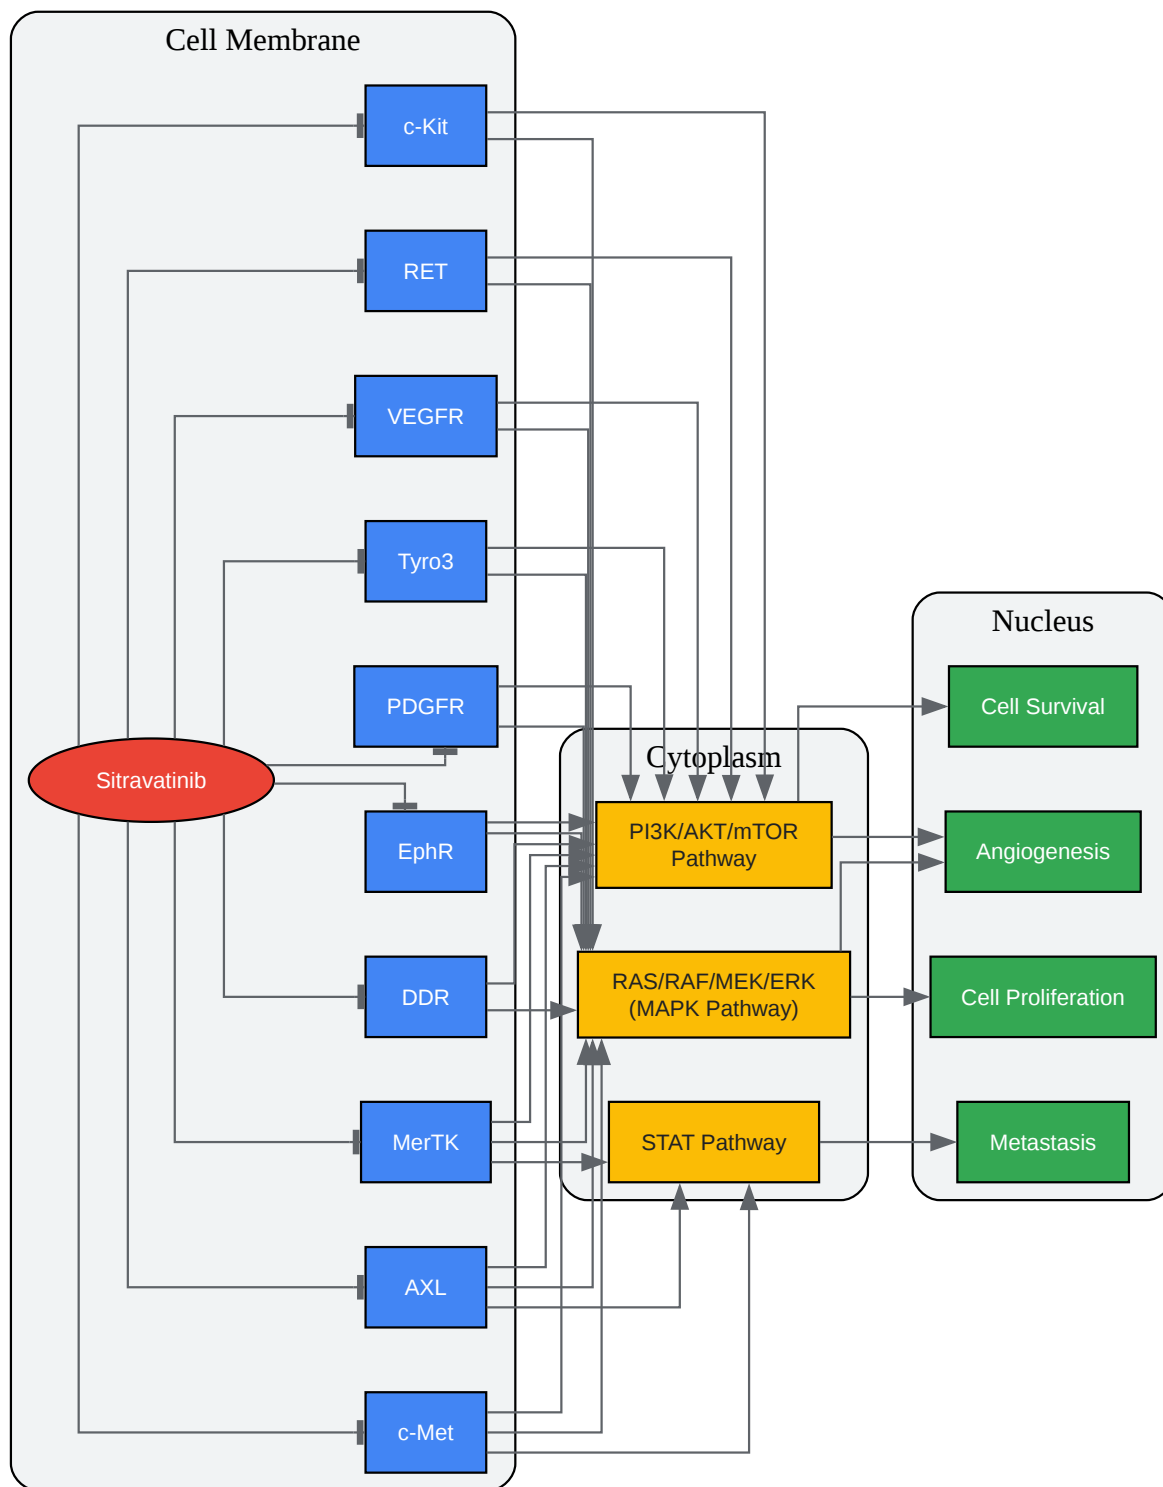 Cell Membrane
c-Kit
RET
VEGFR
Tyro3
PDGFR
Sitravatinib
EphR
DDR
MerTK
AXL
c-Met
Cytoplasm
PI3K/AKT/mTOR
Pathway
RAS/RAF/MEK/ERK
(MAPK Pathway)
STAT Pathway
Nucleus
Cell Survival
Angiogenesis
Cell Proliferation
Metastasis